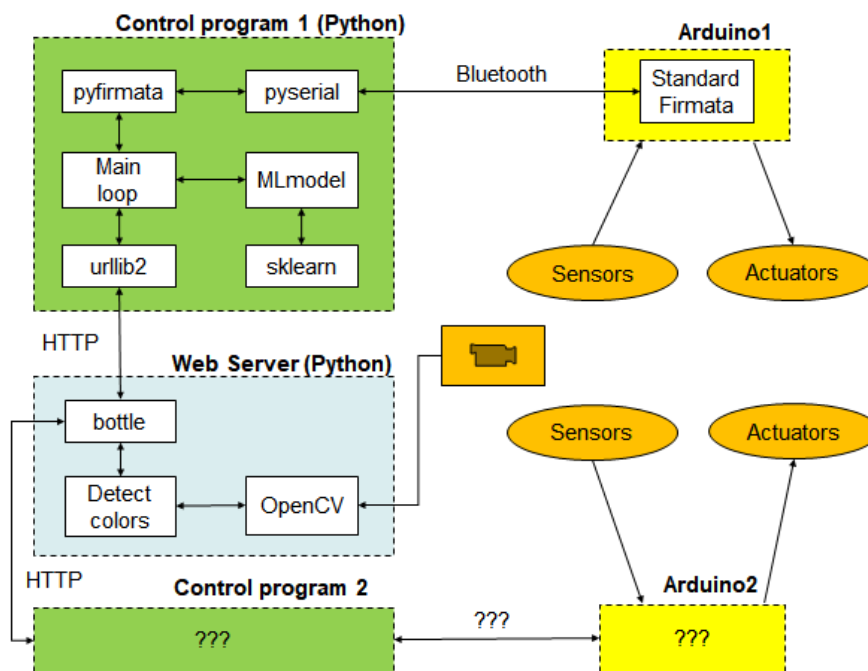 Control program 1 (Python)
Arduino1
pyfirmata
pyserial
Bluetooth
Standard
Firmata
Main
loop
MLmodel
urllib2
sklearn
Sensors
Actuators
HTTP
Web Server (Python)
bottle
Sensors
Actuators
Detect
colors
OpenCV
HTTP
Control program 2
Arduino2
???
???
???